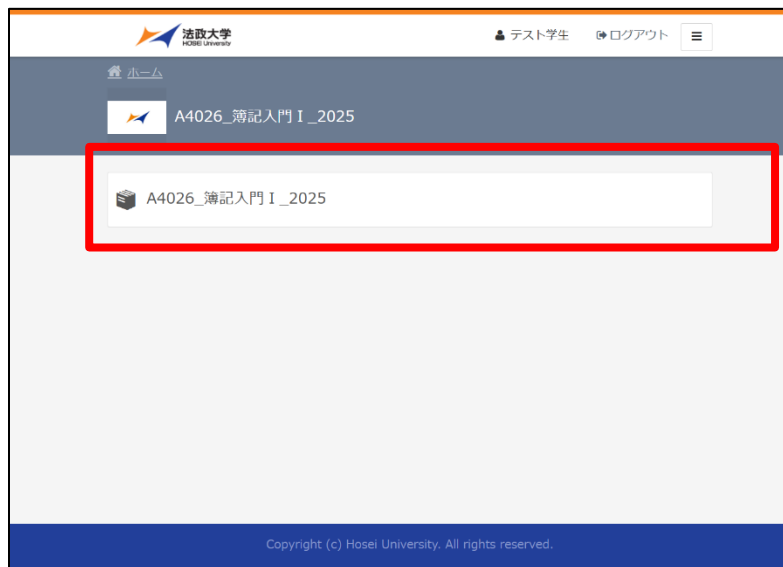 法政大学
HOSEI University
テスト学生
ログアウト
ホーム
A4026_簿記入門Ⅰ_2025
A4026_簿記入門Ⅰ_2025
Copyright (c) Hosei University. All rights reserved.